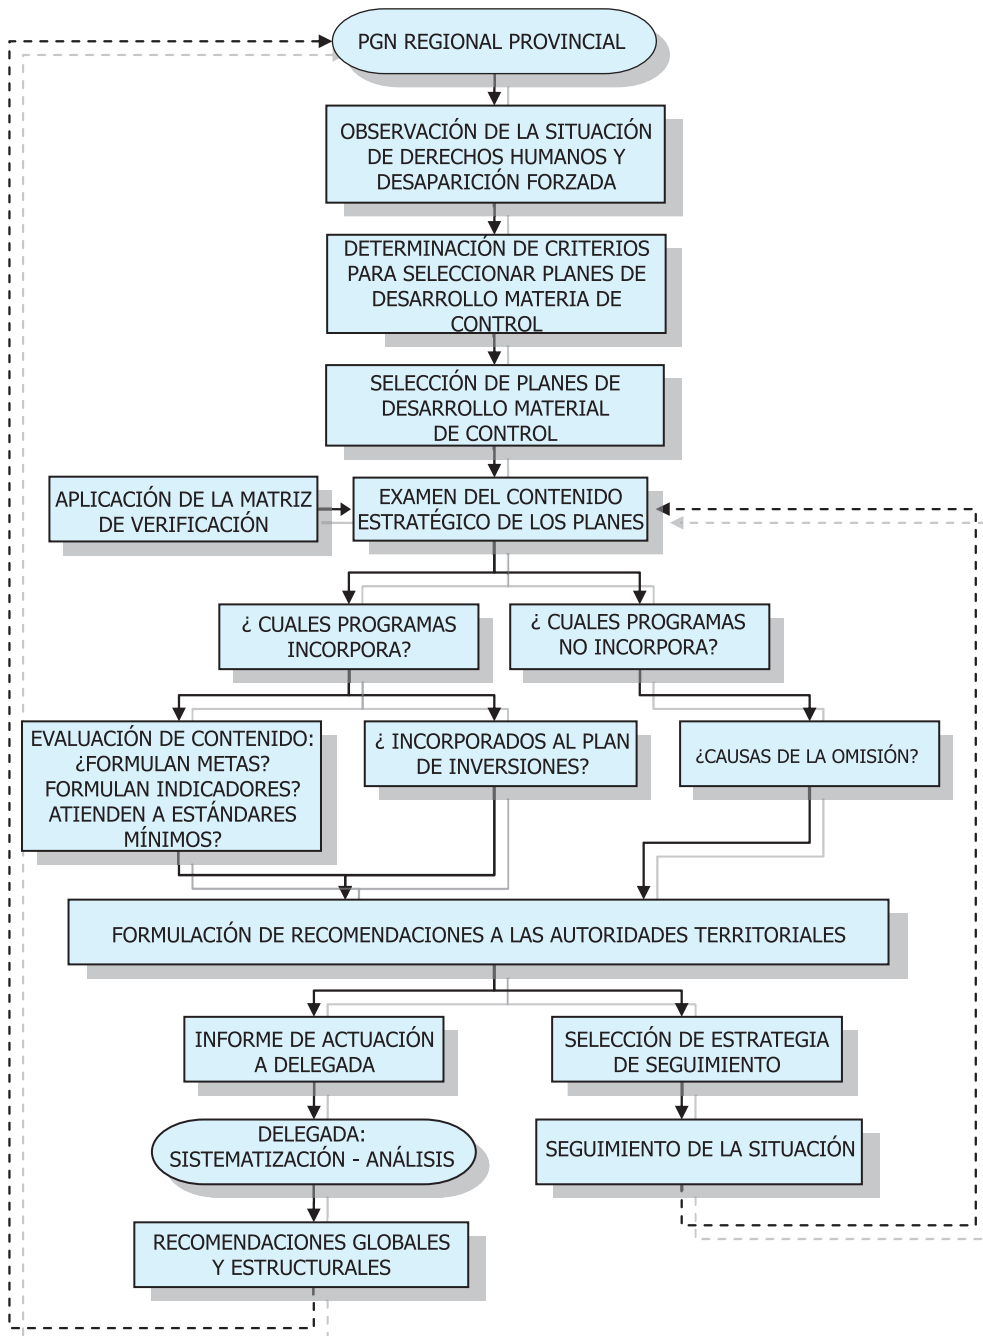 PGN REGIONAL PROVINCIAL
OBSERVACIÓN DE LA SITUACIÓN
DE DERECHOS HUMANOS Y
DESAPARICIÓN FORZADA
DETERMINACIÓN DE CRITERIOS
PARA SELECCIONAR PLANES DE
DESARROLLO MATERIA DE
CONTROL
SELECCIÓN DE PLANES DE
DESARROLLO MATERIAL
DE CONTROL
APLICACIÓN DE LA MATRIZ
DE VERIFICACIÓN
EXAMEN DEL CONTENIDO
ESTRATÉGICO DE LOS PLANES
¿ CUALES PROGRAMAS
INCORPORA?
¿ CUALES PROGRAMAS
NO INCORPORA?
EVALUACIÓN DE CONTENIDO:
¿FORMULAN METAS?
FORMULAN INDICADORES?
ATIENDEN A ESTÁNDARES
MÍNIMOS?
¿ INCORPORADOS AL PLAN
DE INVERSIONES?
¿CAUSAS DE LA OMISIÓN?
FORMULACIÓN DE RECOMENDACIONES A LAS AUTORIDADES TERRITORIALES
INFORME DE ACTUACIÓN
A DELEGADA
SELECCIÓN DE ESTRATEGIA
DE SEGUIMIENTO
DELEGADA:
SISTEMATIZACIÓN - ANÁLISIS
SEGUIMIENTO DE LA SITUACIÓN
RECOMENDACIONES GLOBALES
Y ESTRUCTURALES